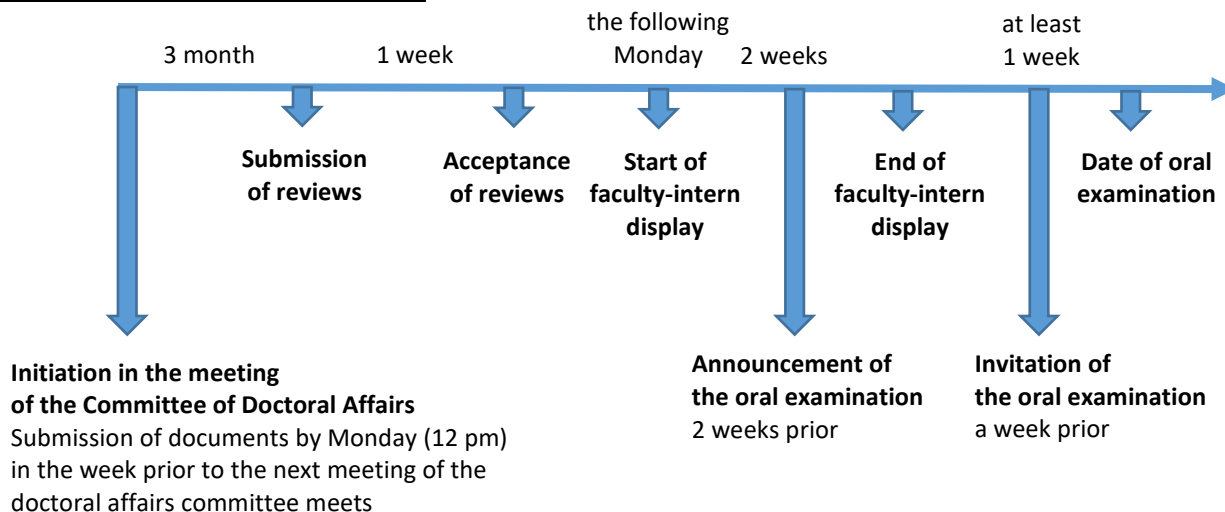 3 month
1 week
the following
Monday
2 weeks
at least
1 week
Submission
of reviews
Acceptance
of reviews
Start of
faculty-intern
display
End of
faculty-intern
display
Date of oral
examination
Initiation in the meeting
of the Committee of Doctoral Affairs
Submission of documents by Monday (12 pm)
in the week prior to the next meeting of the
doctoral affairs committee meets
Announcement of
the oral examination
2 weeks prior
Invitation of
the oral examination
a week prior